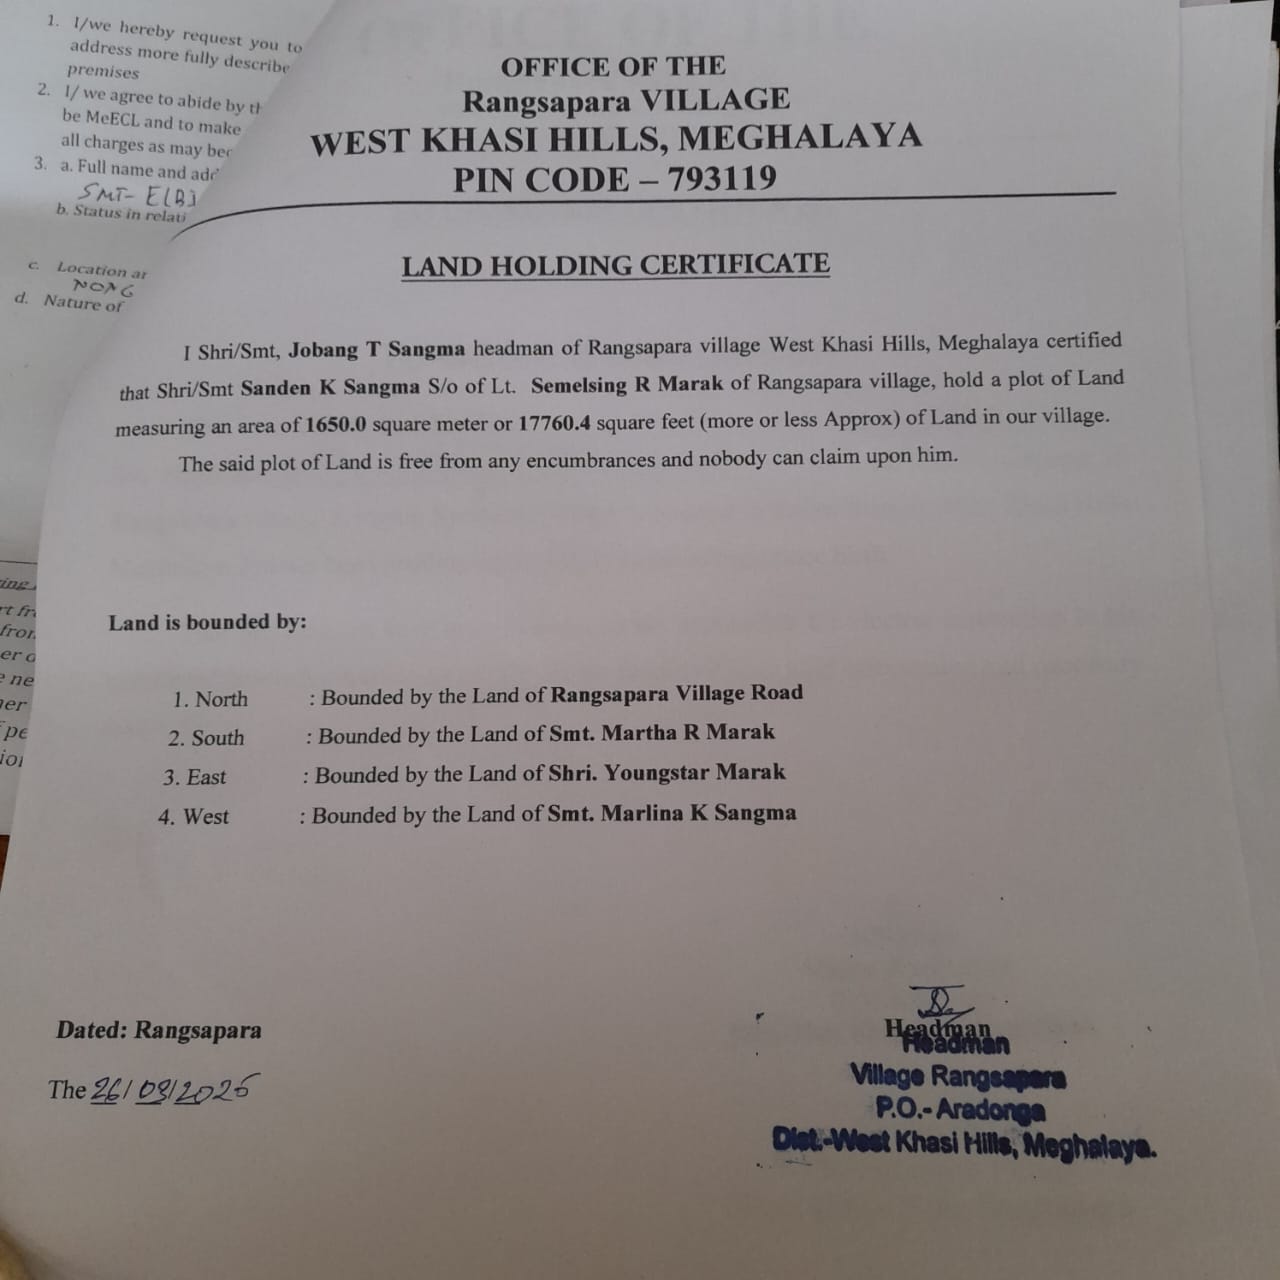 1. I/we hereby request you to
address more fully describe
premises
2. I/ we agree to abide by
be MeECL and to make
all charges as may
3. a. Full name and
SMT-
b. Status in
c. Location
NONG
d. Nature of
OFFICE OF THE
Rangsapara VILLAGE
WEST KHASI HILLS, MEGHALAYA
PIN CODE – 793119
LAND HOLDING CERTIFICATE
I Shri/Smt, Jobang T Sangma headman of Rangsapara village West Khasi Hills, Meghalaya certified
that Shri/Smt Sanden K Sangma S/o of Lt. Semelsing R Marak of Rangsapara village, hold a plot of Land
measuring an area of 1650.0 square meter or 17760.4 square feet (more or less Approx) of Land in our village.
The said plot of Land is free from any encumbrances and nobody can claim upon him.
Land is bounded by:
1. North : Bounded by the Land of Rangsapara Village Road
2. South : Bounded by the Land of Smt. Martha R Marak
3. East : Bounded by the Land of Shri. Youngstar Marak
4. West : Bounded by the Land of Smt. Marlina K Sangma
Dated: Rangsapara
The 26/
Headman
Headman
Village Rangsapara
P.O.- Aradonga
Dist.-West Khasi Hills, Meghalaya.